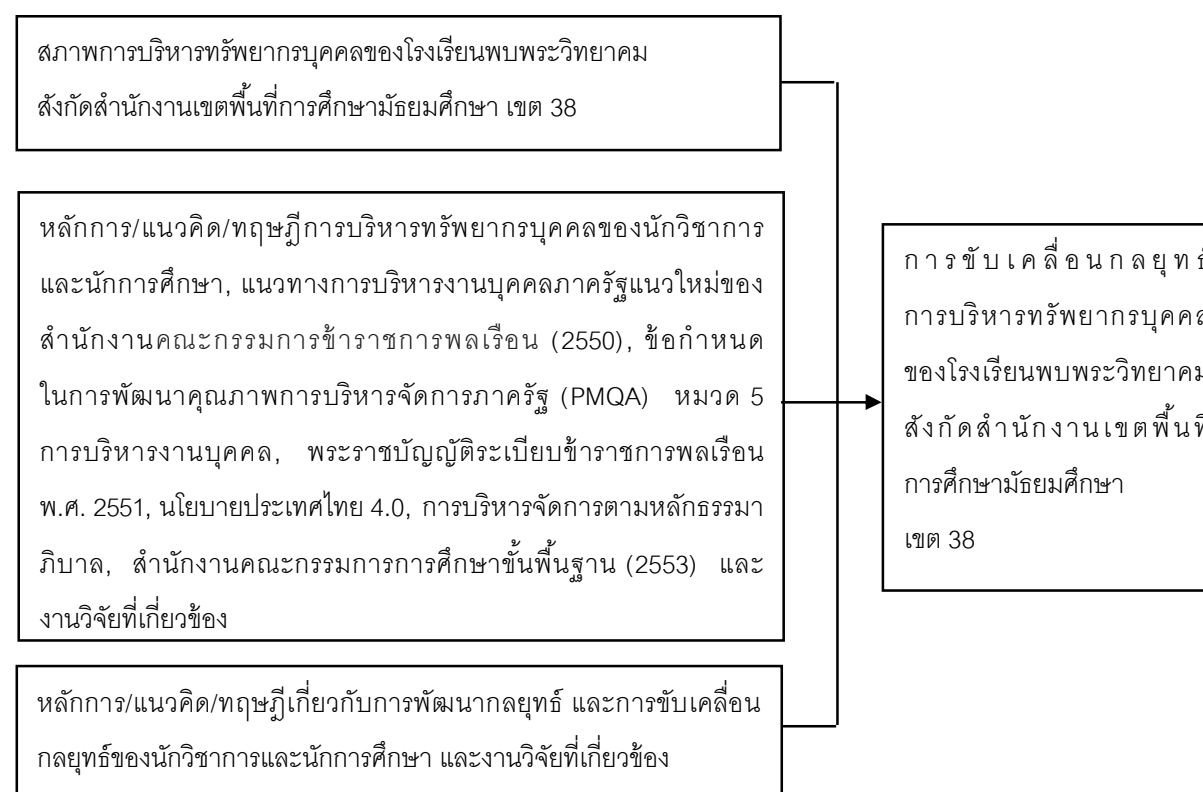 สภาพการบริหารทรัพยากรบุคคลของโรงเรียนพบพระวิทยาคม
สังกัดสำนักงานเขตพื้นที่การศึกษามัธยมศึกษา เขต 38
หลักการ/แนวคิด/ทฤษฎีการบริหารทรัพยากรบุคคลของนักวิชาการ
และนักการศึกษา, แนวทางการบริหารงานบุคคลภาครัฐแนวใหม่ของ
สำนักงานคณะกรรมการข้าราชการพลเรือน (2550), ข้อกำหนด
ในการพัฒนาคุณภาพการบริหารจัดการภาครัฐ (PMQA) หมวด 5
การบริหารงานบุคคล, พระราชบัญญัติระเบียบข้าราชการพลเรือน
พ.ศ. 2551, นโยบายประเทศไทย 4.0, การบริหารจัดการตามหลักธรรมา
ภิบาล, สำนักงานคณะกรรมการการศึกษาขั้นพื้นฐาน (2553) และ
งานวิจัยที่เกี่ยวข้อง
หลักการ/แนวคิด/ทฤษฎีเกี่ยวกับการพัฒนากลยุทธ์ และการขับเคลื่อน
กลยุทธ์ของนักวิชาการและนักการศึกษา และงานวิจัยที่เกี่ยวข้อง
การขับเคลื่อนกลยุทธ์
การบริหารทรัพยากรบุคคล
ของโรงเรียนพบพระวิทยาคม
สังกัดสำนักงานเขตพื้นที่
การศึกษามัธยมศึกษา
เขต 38